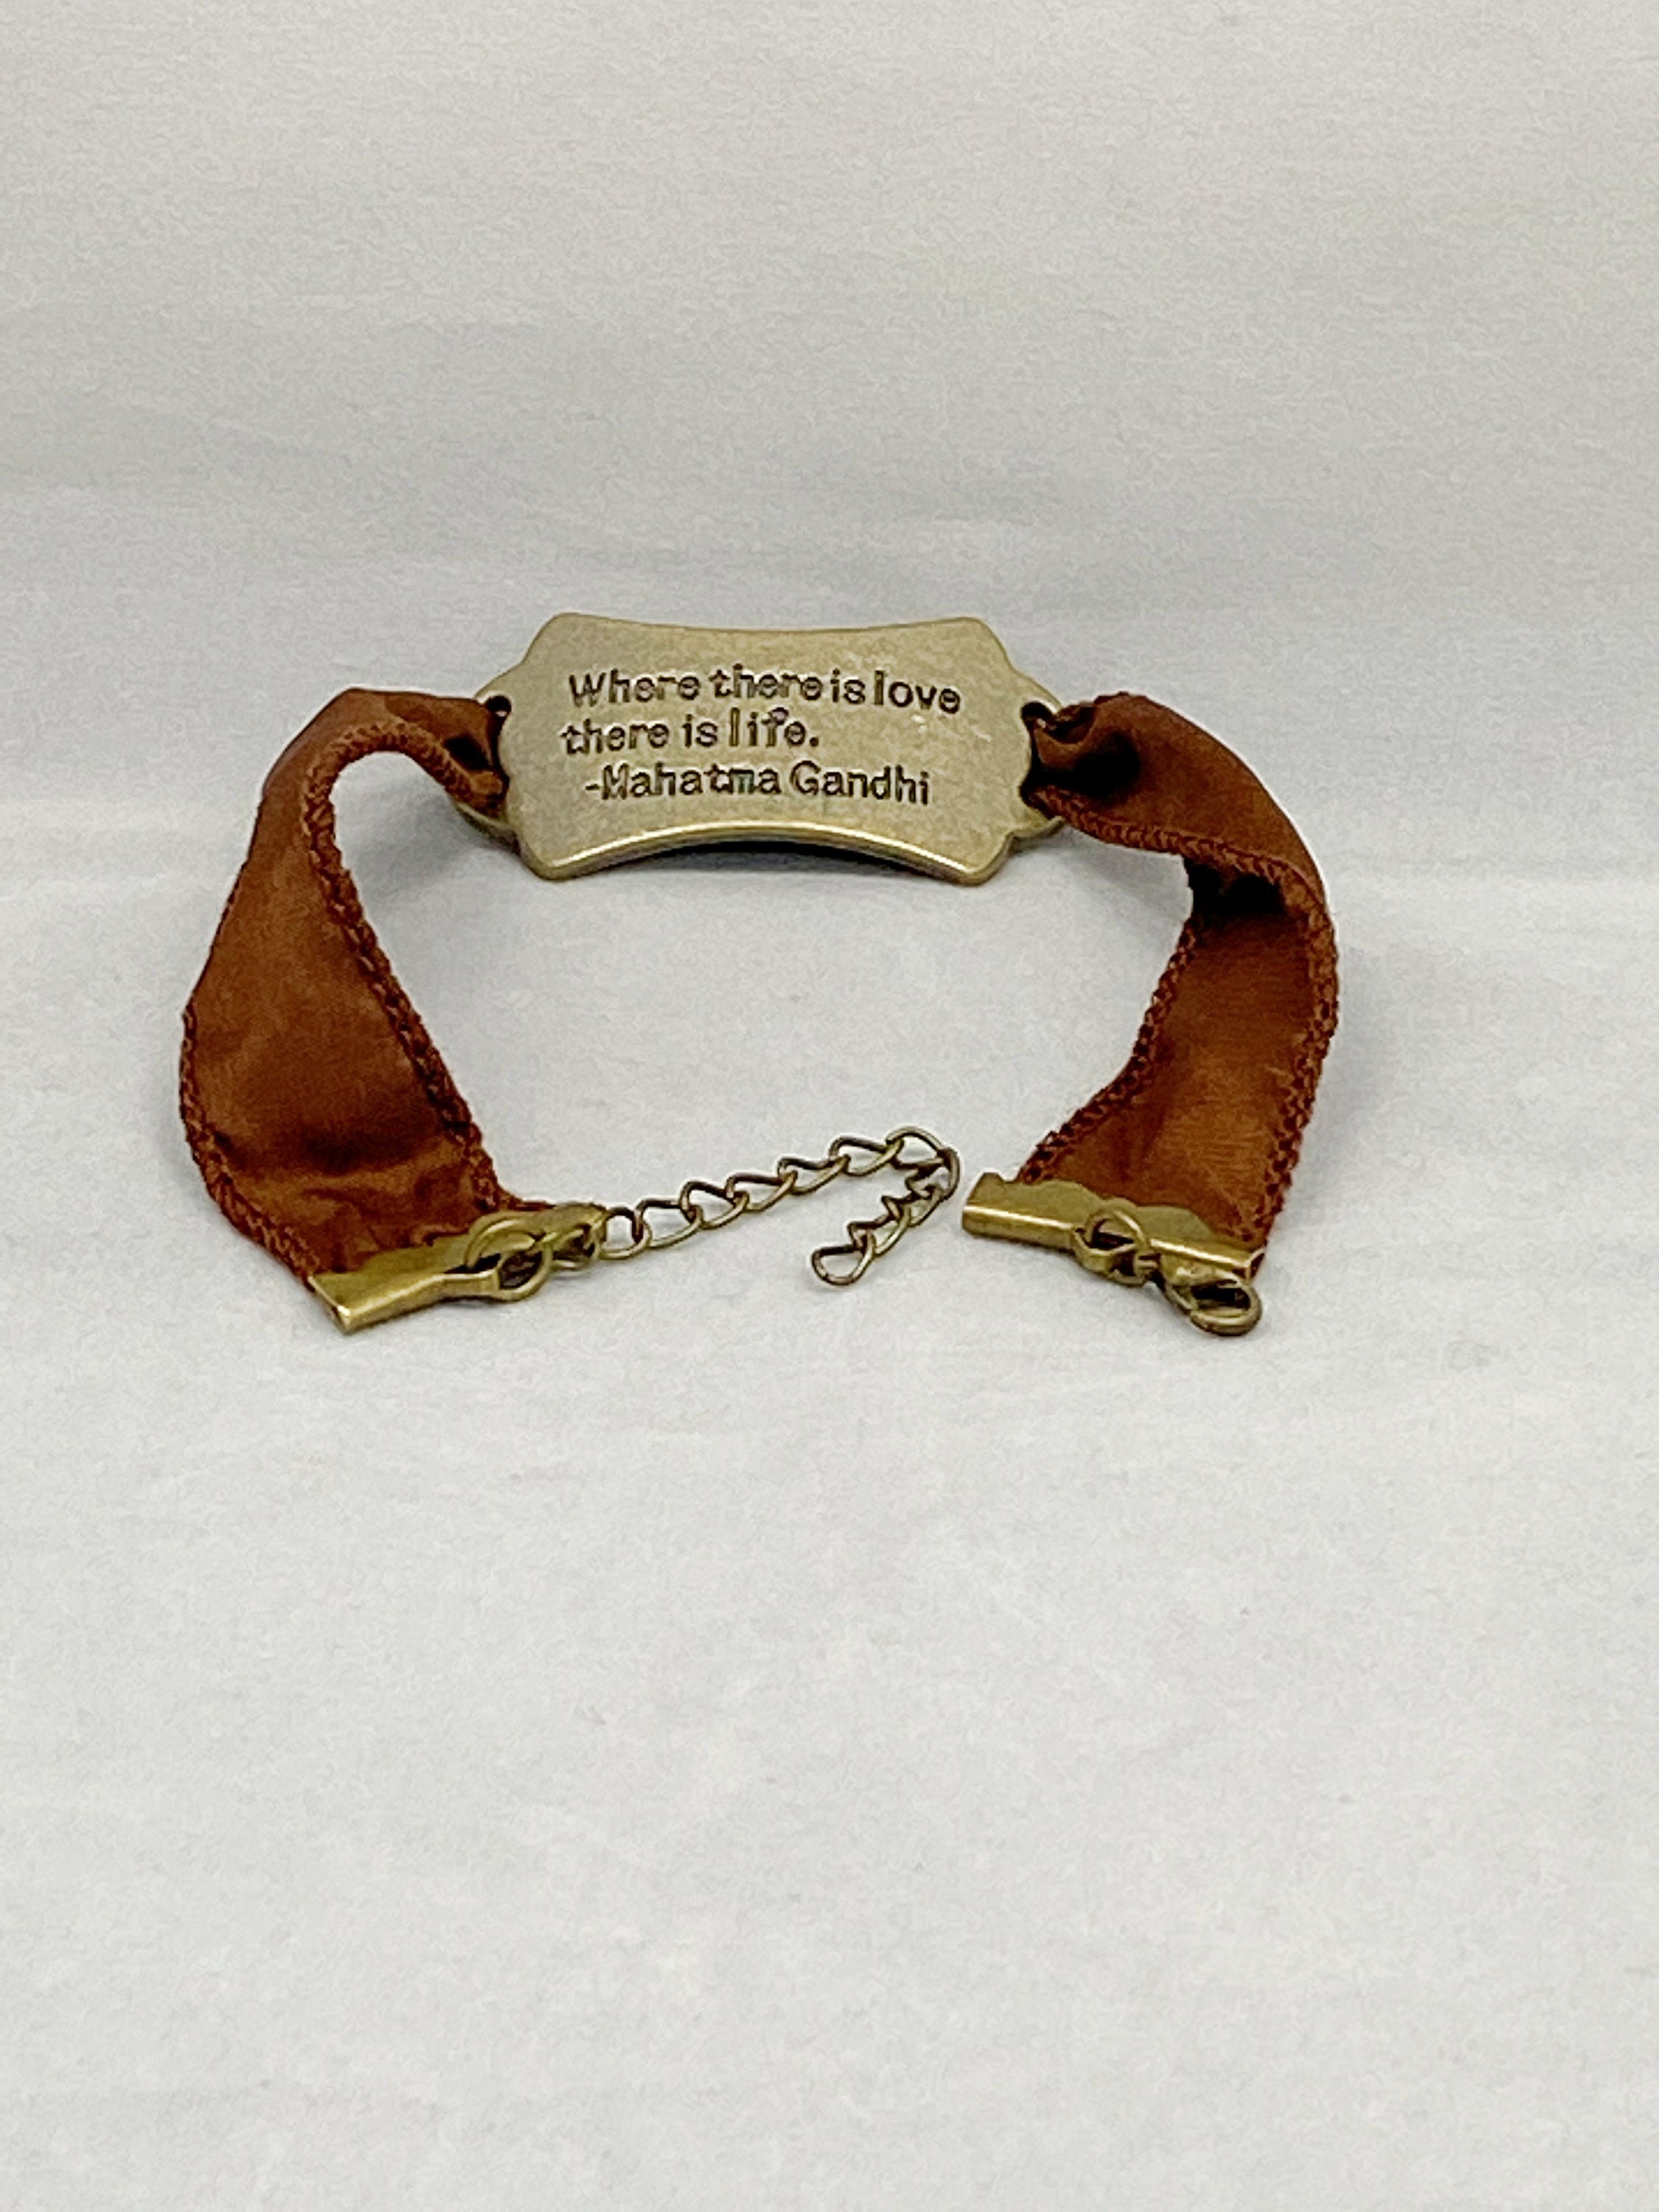 Where there is love
there is life.
-Mahatma Gandhi